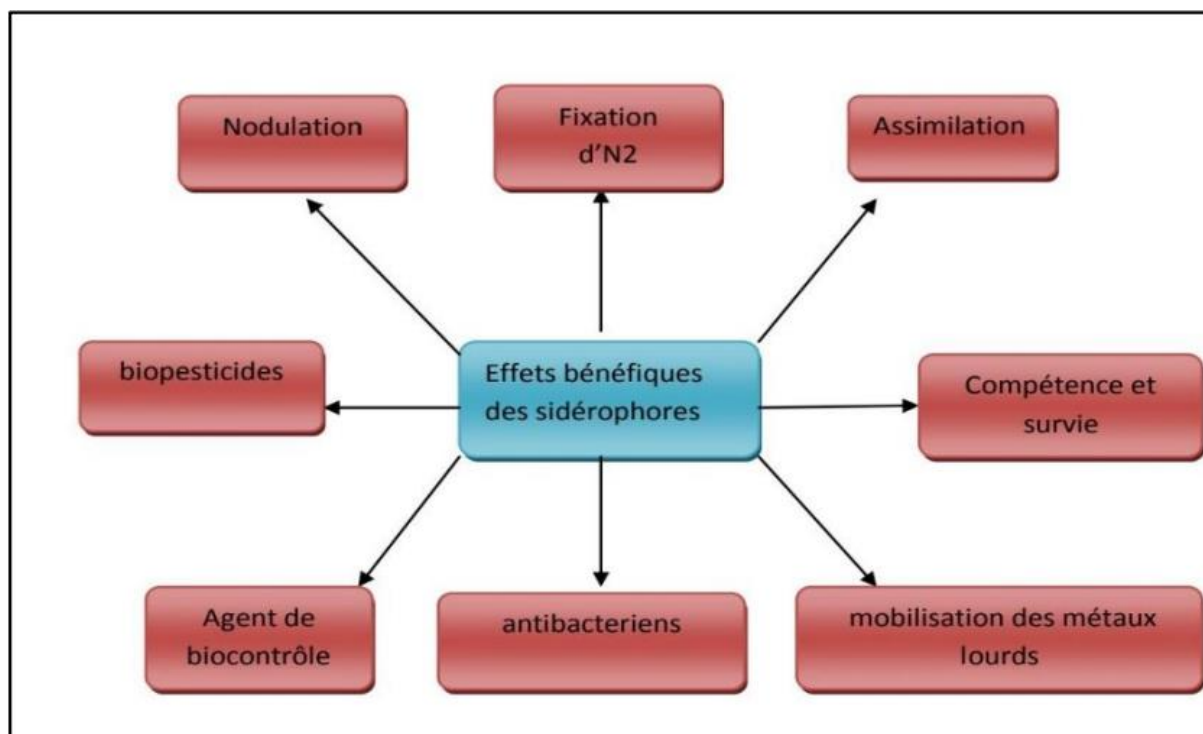 Nodulation
Fixation
d'N2
Assimilation
biopesticides
Effets bénéfiques
des sidérophores
Compétence et
survie
Agent de
biocontrôle
antibacteriens
mobilisation des métaux
lourds